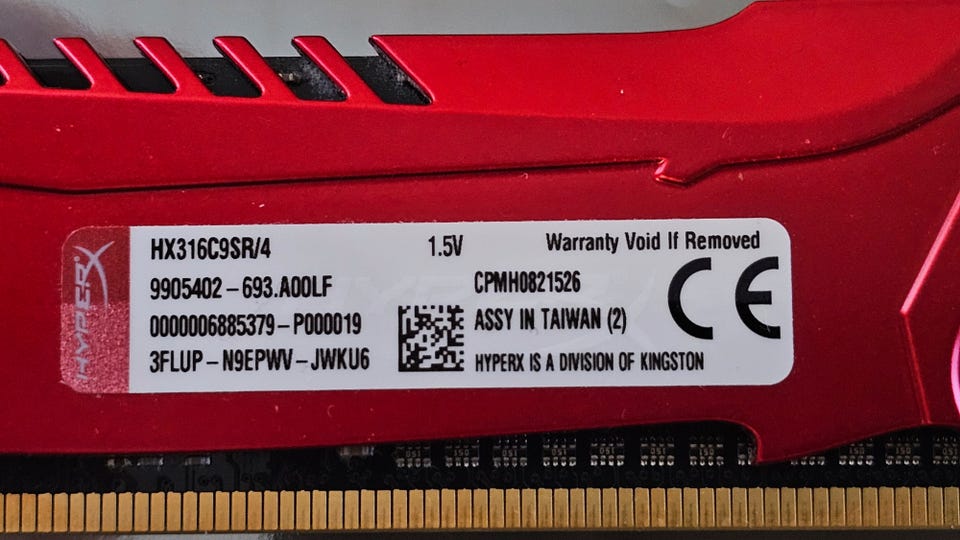 HYPERX
HX316C9SR/4
1.5V
Warranty Void If Removed
9905402-693.A00LF
CPMH0821526
0000006885379-P000019
ASSY IN TAIWAN (2)
3FLUP-N9EPWV-JWKU6
HYPERX IS A DIVISION OF KINGSTON
CE